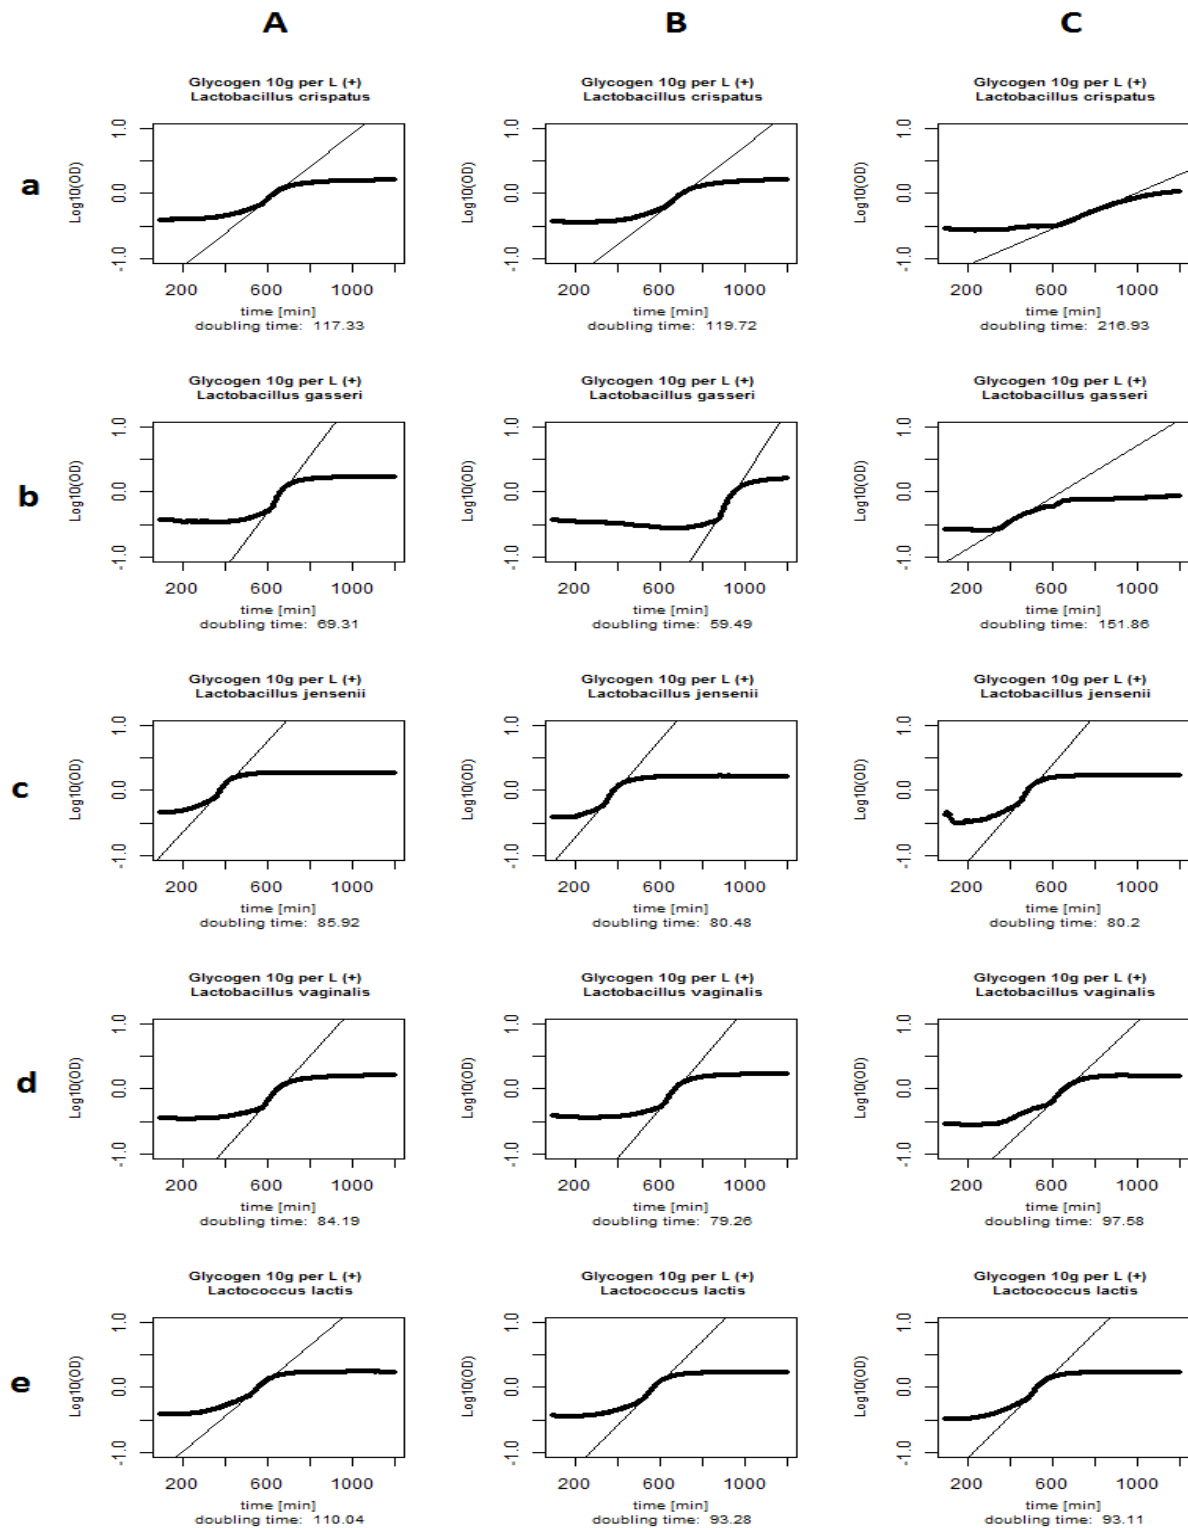 A B C
a
Glycogen 10g per L (+)
Lactobacillus crispatus
Log10(OD)
1.0
0.0
-1.0
200 600 1000
time [min]
doubling time: 117.33
Glycogen 10g per L (+)
Lactobacillus crispatus
Log10(OD)
1.0
0.0
-1.0
200 600 1000
time [min]
doubling time: 119.72
Glycogen 10g per L (+)
Lactobacillus crispatus
Log10(OD)
1.0
0.0
-1.0
200 600 1000
time [min]
doubling time: 216.93
b
Glycogen 10g per L (+)
Lactobacillus gasseri
Log10(OD)
1.0
0.0
-1.0
200 600 1000
time [min]
doubling time: 69.31
Glycogen 10g per L (+)
Lactobacillus gasseri
Log10(OD)
1.0
0.0
-1.0
200 600 1000
time [min]
doubling time: 59.49
Glycogen 10g per L (+)
Lactobacillus gasseri
Log10(OD)
1.0
0.0
-1.0
200 600 1000
time [min]
doubling time: 151.86
c
Glycogen 10g per L (+)
Lactobacillus jensenii
Log10(OD)
1.0
0.0
-1.0
200 600 1000
time [min]
doubling time: 85.92
Glycogen 10g per L (+)
Lactobacillus jensenii
Log10(OD)
1.0
0.0
-1.0
200 600 1000
time [min]
doubling time: 80.48
Glycogen 10g per L (+)
Lactobacillus jensenii
Log10(OD)
1.0
0.0
-1.0
200 600 1000
time [min]
doubling time: 80.2
d
Glycogen 10g per L (+)
Lactobacillus vaginalis
Log10(OD)
1.0
0.0
-1.0
200 600 1000
time [min]
doubling time: 84.19
Glycogen 10g per L (+)
Lactobacillus vaginalis
Log10(OD)
1.0
0.0
-1.0
200 600 1000
time [min]
doubling time: 79.26
Glycogen 10g per L (+)
Lactobacillus vaginalis
Log10(OD)
1.0
0.0
-1.0
200 600 1000
time [min]
doubling time: 97.58
e
Glycogen 10g per L (+)
Lactococcus lactis
Log10(OD)
1.0
0.0
-1.0
200 600 1000
time [min]
doubling time: 110.04
Glycogen 10g per L (+)
Lactococcus lactis
Log10(OD)
1.0
0.0
-1.0
200 600 1000
time [min]
doubling time: 93.28
Glycogen 10g per L (+)
Lactococcus lactis
Log10(OD)
1.0
0.0
-1.0
200 600 1000
time [min]
doubling time: 93.11